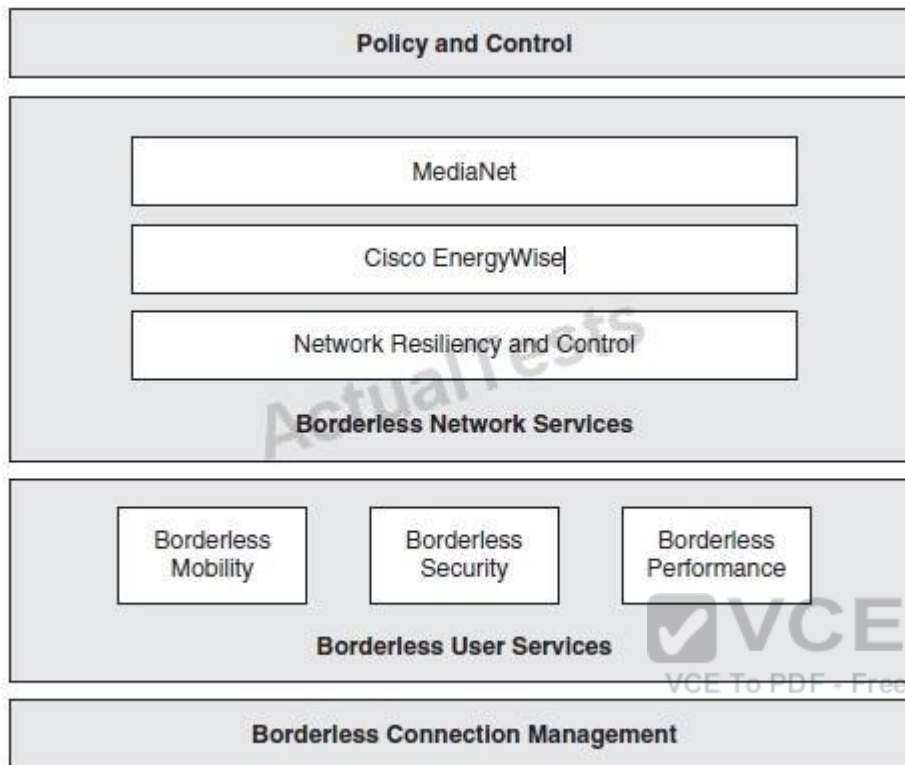 Policy and Control
MediaNet
Cisco EnergyWise
Network Resiliency and Control
ActualTests
Borderless Network Services
Borderless
Mobility
Borderless
Security
Borderless
Performance
VCE
Borderless User Services
VCE To PDF - Free
Borderless Connection Management